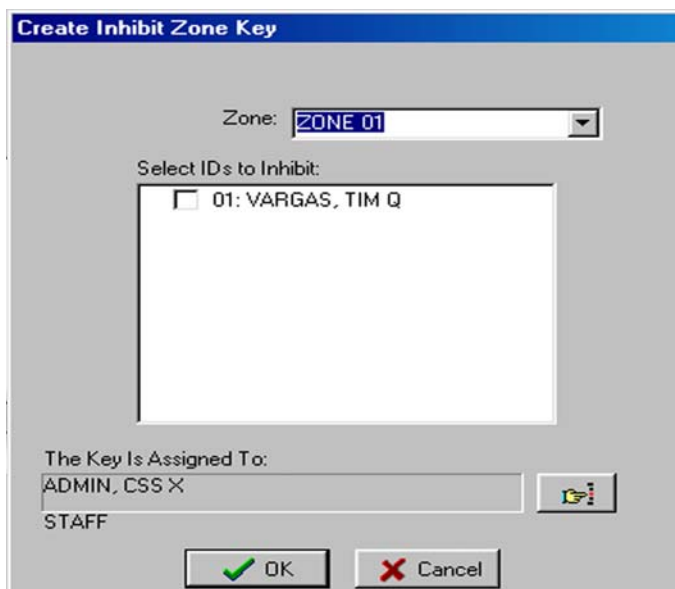 Create Inhibit Zone Key
Zone: ZONE 01
Select IDs to Inhibit:
01: VARGAS, TIM Q
The Key Is Assigned To:
ADMIN, CSS X
STAFF
OK Cancel